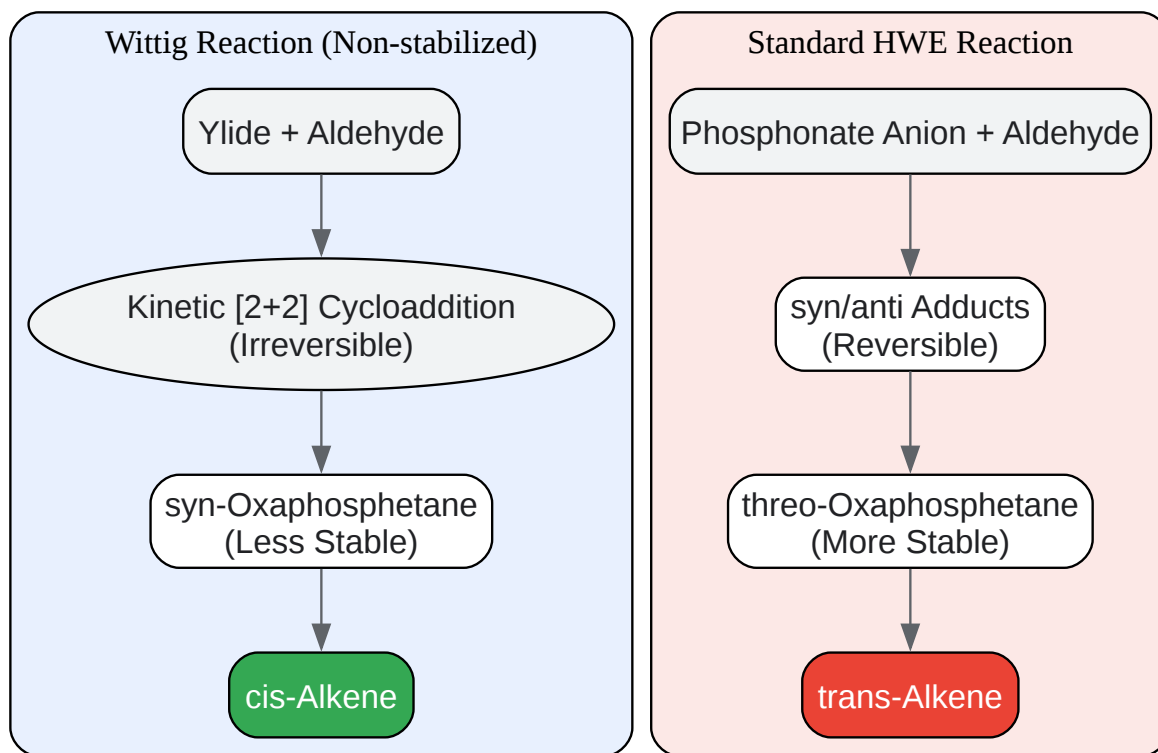 Wittig Reaction (Non-stabilized)
Ylide + Aldehyde
Kinetic [2+2] Cycloaddition
(Irreversible)
syn-Oxaphosphetane
(Less Stable)
cis-Alkene
Standard HWE Reaction
Phosphonate Anion + Aldehyde
syn/anti Adducts
(Reversible)
threo-Oxaphosphetane
(More Stable)
trans-Alkene